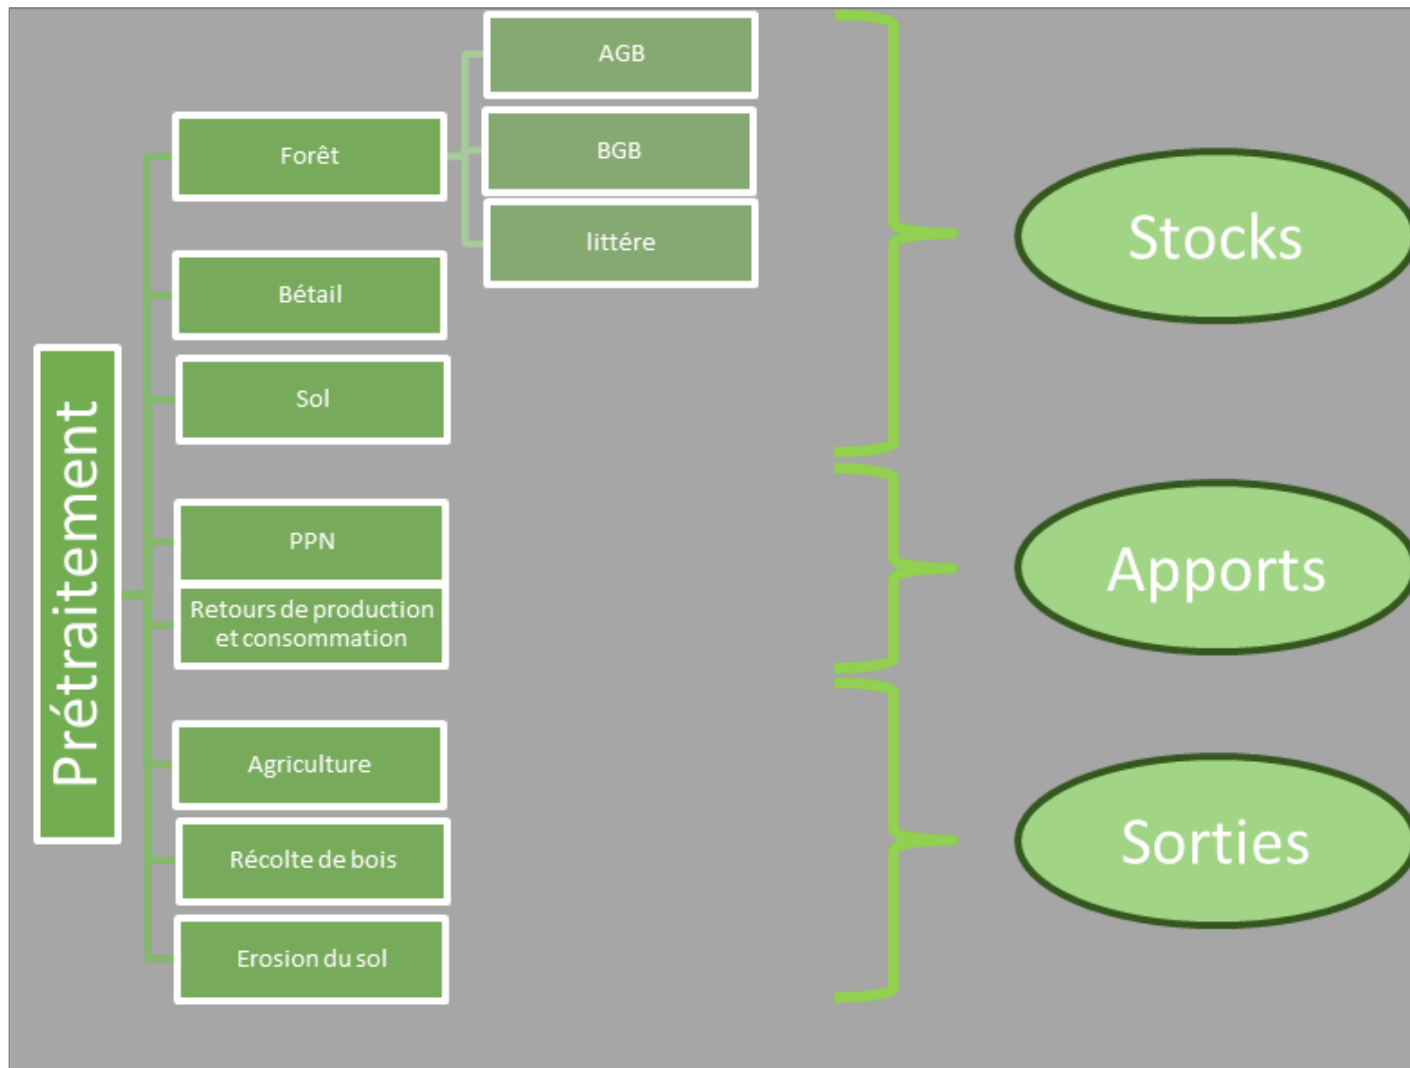 Prétraitement
Forêt
AGB
BGB
littére
Bétail
Sol
PPN
Retours de production
et consommation
Agriculture
Récolte de bois
Erosion du sol
Stocks
Apports
Sorties